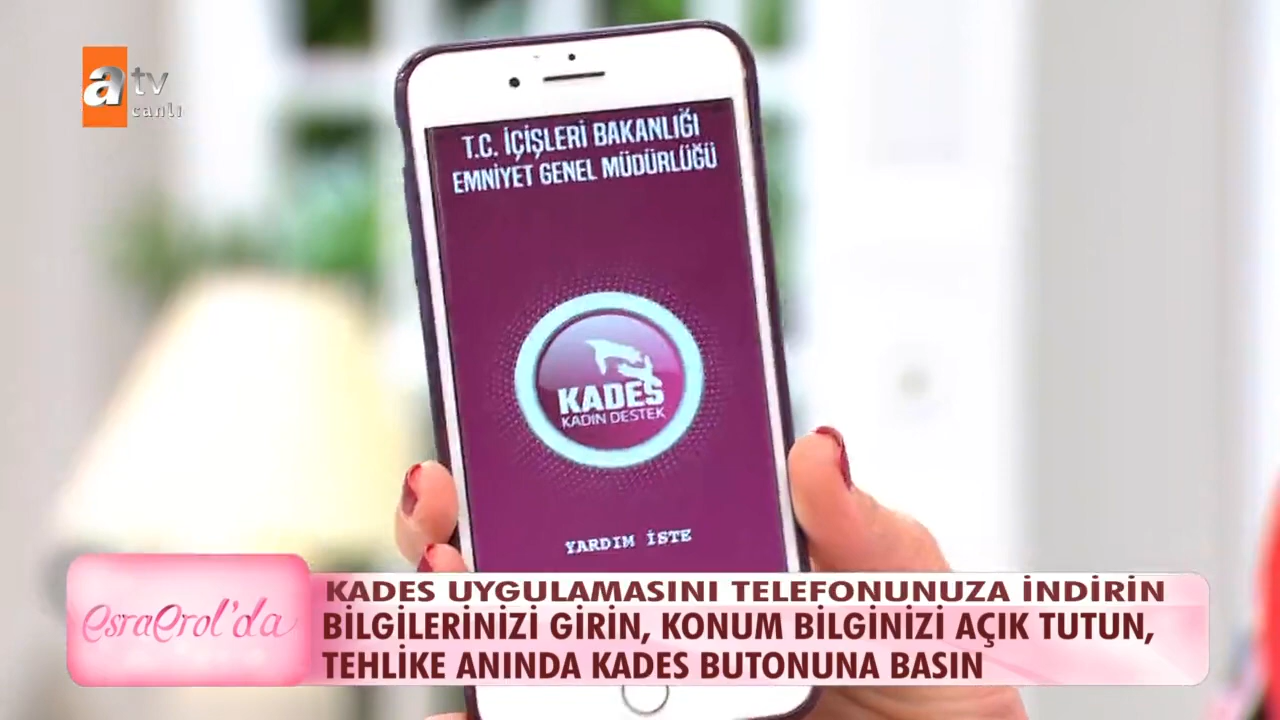 atv
canlı
T.C. İÇİŞLERİ BAKANLIĞI
EMNİYET GENEL MÜDÜRLÜĞÜ
KADES
KADIN DESTEK
YARDIM İSTE
esraerol'da
KADES UYGULAMASINI TELEFONUNUZA İNDİRİN
BİLGİLERİNİZİ GİRİN, KONUM BİLGİNİZİ AÇIK TUTUN,
TEHLİKE ANINDA KADES BUTONUNA BASIN